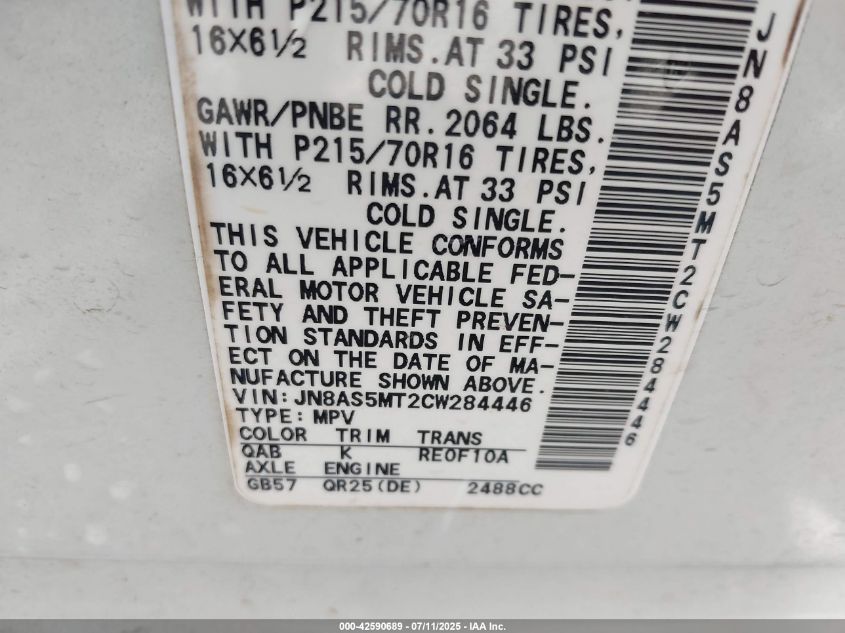 WITH P215/70R16 TIRES,
16X6½ RIMS.AT 33 PSI
COLD SINGLE.
GAWR/PNBE RR.2064 LBS.
WITH P215/70R16 TIRES,
16X6½ RIMS.AT 33 PSI
COLD SINGLE.
THIS VEHICLE CONFORMS
TO ALL APPLICABLE FED-
ERAL MOTOR VEHICLE SA-
FETY AND THEFT PREVEN-
TION STANDARDS IN EFF-
ECT ON THE DATE OF MA-
NUFACTURE SHOWN ABOVE.
VIN: JN8AS5MT2CW284446
TYPE: MPV
COLOR TRIM TRANS
QAB K RE0F10A
AXLE ENGINE
GB57 QR25(DE) 2488CC
JN8AS5MT2CW284446
000-42590689 - 07/11/2025 - IAA Inc.